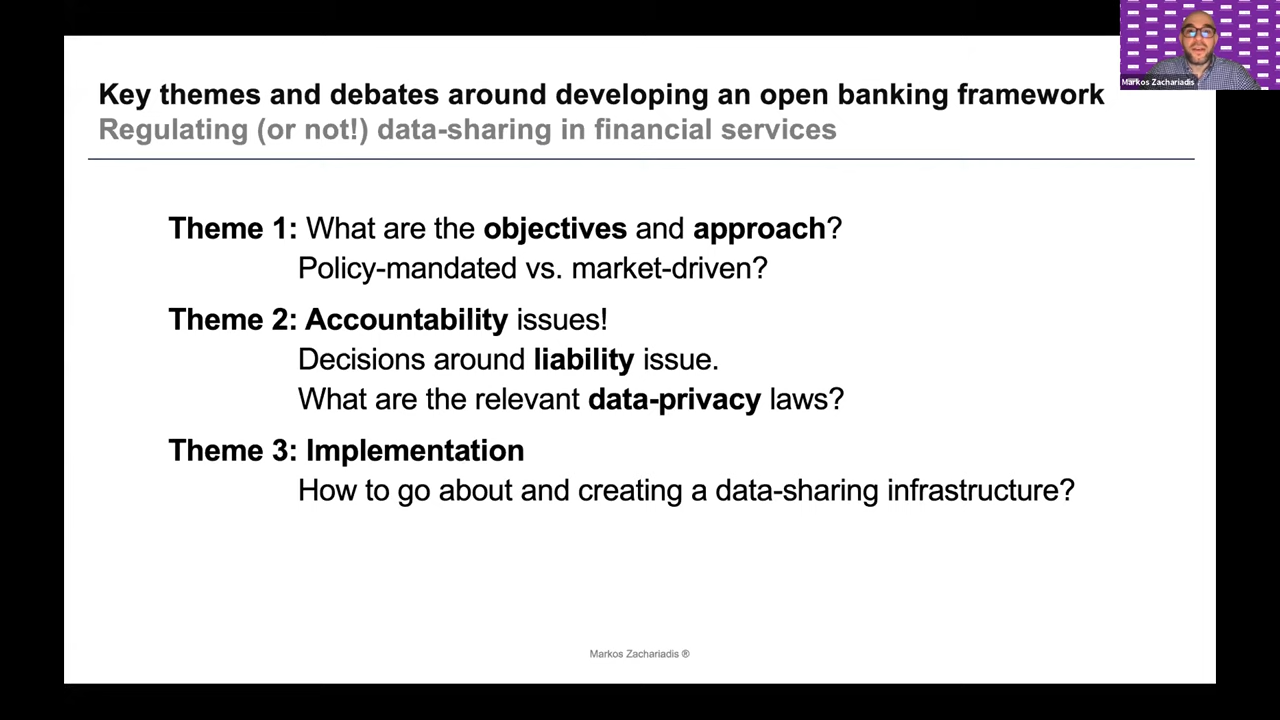 Markos Zachariadis
Key themes and debates around developing an open banking framework
Regulating (or not!) data-sharing in financial services
Theme 1: What are the objectives and approach?
Policy-mandated vs. market-driven?
Theme 2: Accountability issues!
Decisions around liability issue.
What are the relevant data-privacy laws?
Theme 3: Implementation
How to go about and creating a data-sharing infrastructure?
Markos Zachariadis ®